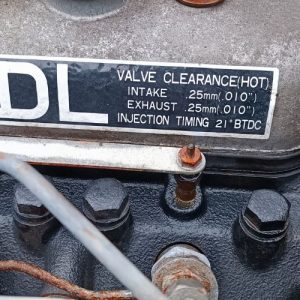 DL
VALVE CLEARANCE(HOT)
INTAKE .25mm(.010")
EXHAUST .25mm(.010")
INJECTION TIMING 21°BTDC